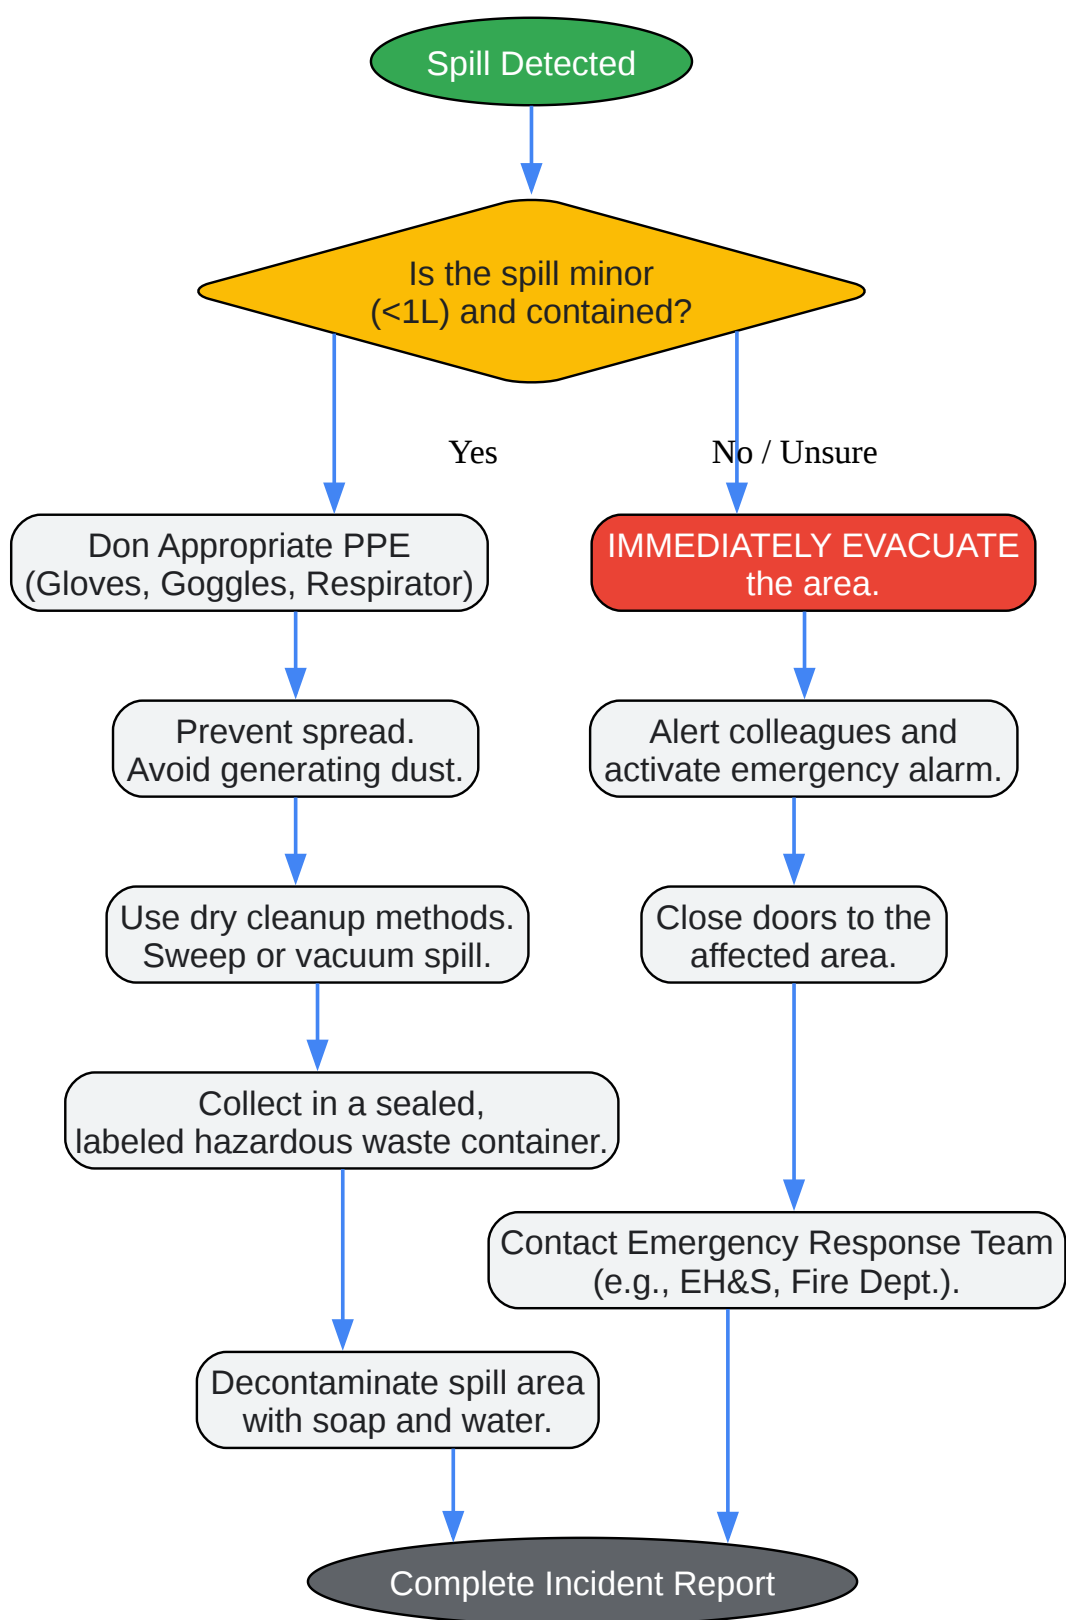 Spill Detected
Is the spill minor
(<1L) and contained?
Yes
No / Unsure
Don Appropriate PPE
(Gloves, Goggles, Respirator)
IMMEDIATELY EVACUATE
the area.
Prevent spread.
Avoid generating dust.
Alert colleagues and
activate emergency alarm.
Use dry cleanup methods.
Sweep or vacuum spill.
Close doors to the
affected area.
Collect in a sealed,
labeled hazardous waste container.
Contact Emergency Response Team
(e.g., EH&S, Fire Dept.).
Decontaminate spill area
with soap and water.
Complete Incident Report